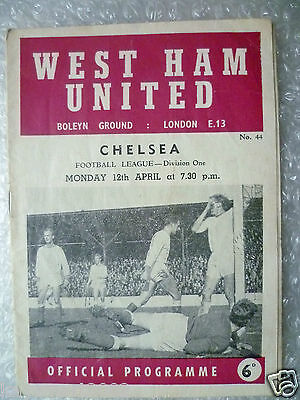 WEST HAM
UNITED
BOLEYN GROUND : LONDON E.13
No. 44
CHELSEA
FOOTBALL LEAGUE — Division One
MONDAY 12th APRIL at 7.30 p.m.
OFFICIAL PROGRAMME 6D